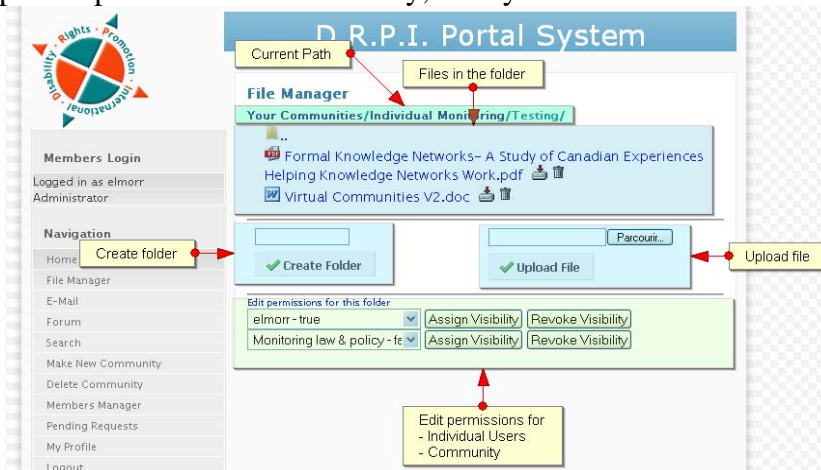 Disability · Rights · Promotion · International
D.R.P.I. Portal System
Current Path
Files in the folder
File Manager
Your Communities/Individual Monitoring/Testing/
..
Formal Knowledge Networks- A Study of Canadian Experiences
Helping Knowledge Networks Work.pdf
Virtual Communities V2.doc
Members Login
Logged in as elmorr
Administrator
Navigation
Home
File Manager
E-Mail
Forum
Search
Make New Community
Delete Community
Members Manager
Pending Requests
My Profile
Logout
Create folder
Create Folder
Parcourir...
Upload File
Upload file
Edit permissions for this folder
elmorr - true Assign Visibility Revoke Visibility
Monitoring law & policy - fa Assign Visibility Revoke Visibility
Edit permissions for
- Individual Users
- Community